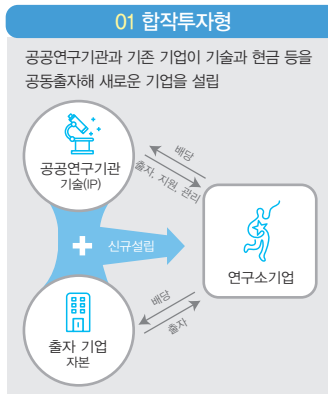 01 합작투자형
공공연구기관과 기존 기업이 기술과 현금 등을
공동출자해 새로운 기업을 설립
공공연구기관
기술(IP)
배당
출자, 지원, 관리
신규설립
연구소기업
출자 기업
자본
배당
출자